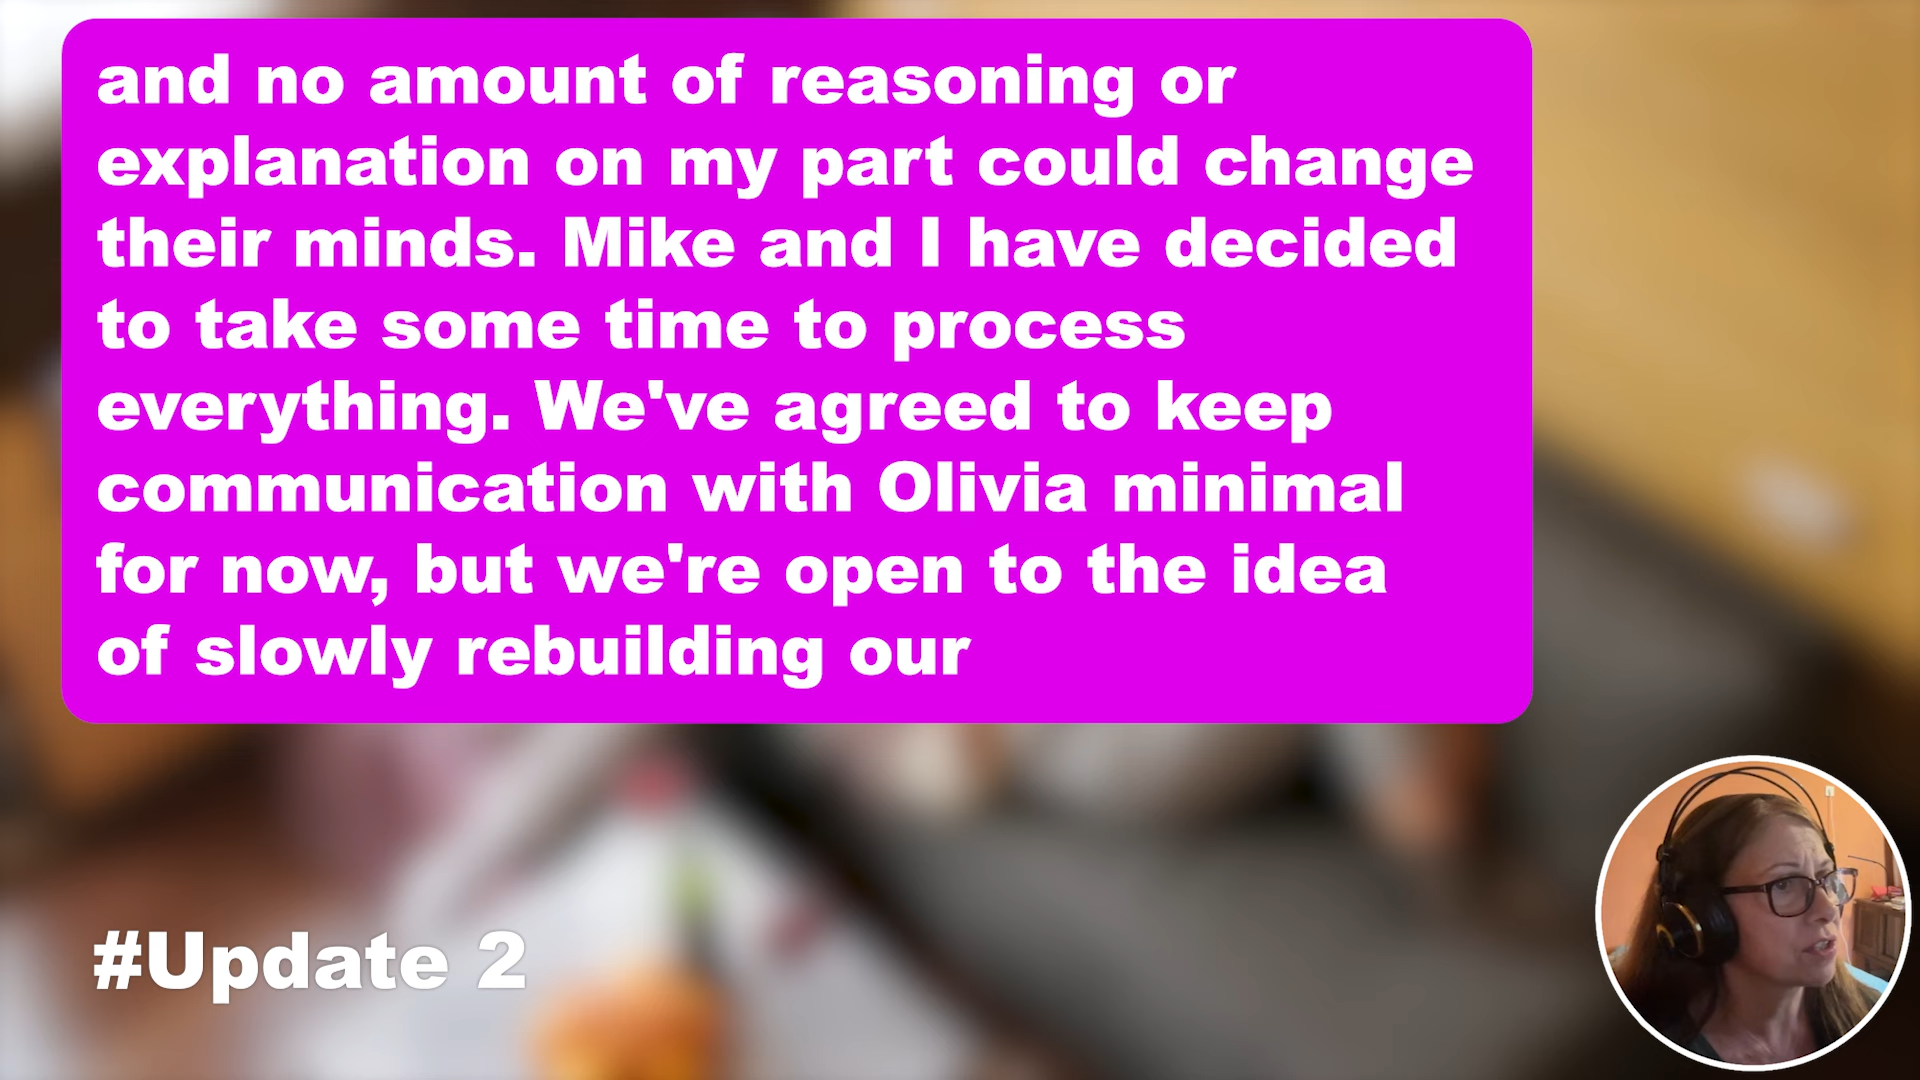 and no amount of reasoning or
explanation on my part could change
their minds. Mike and I have decided
to take some time to process
everything. We've agreed to keep
communication with Olivia minimal
for now, but we're open to the idea
of slowly rebuilding our
#Update 2